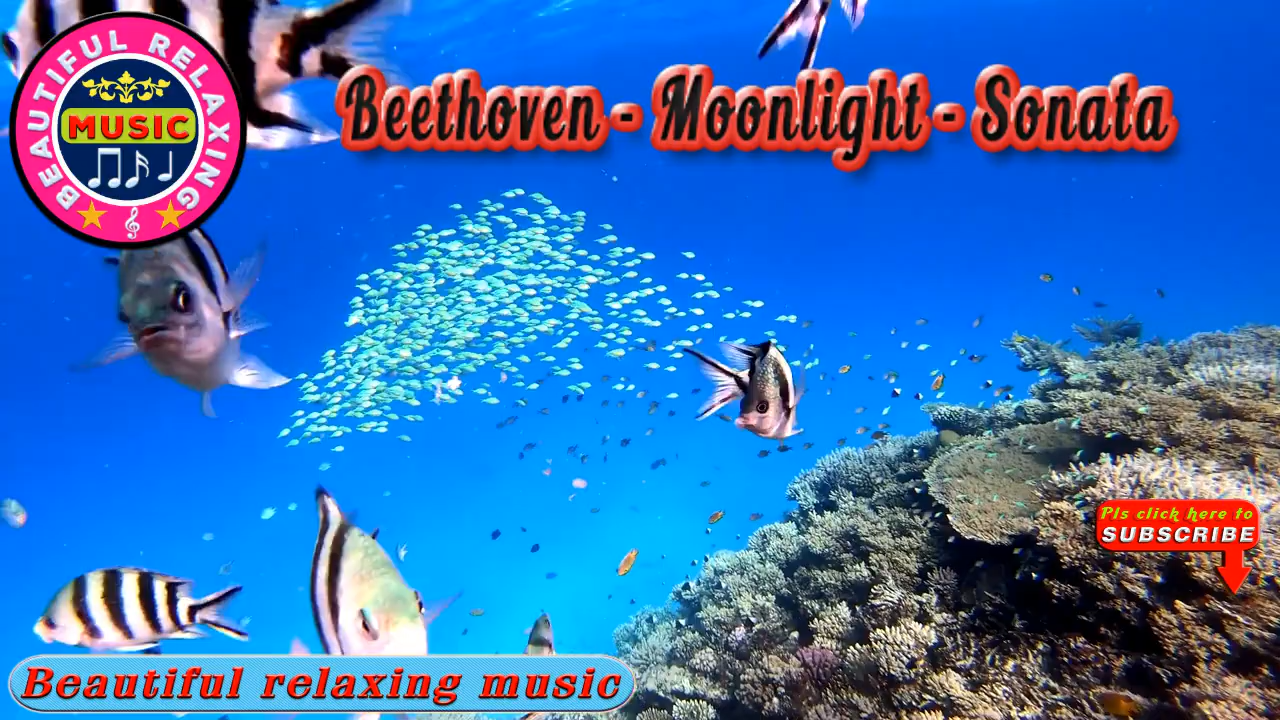 BEAUTIFUL RELAXING
MUSIC
Beethoven - Moonlight - Sonata
Pls click here to
SUBSCRIBE
Beautiful relaxing music